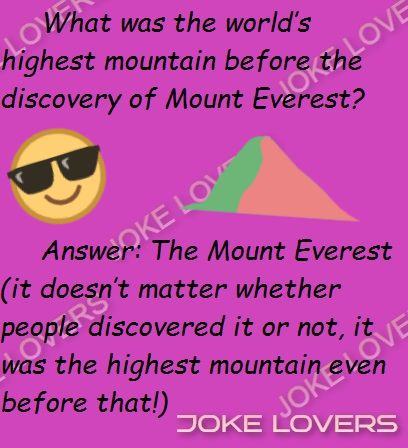 What was the world's
highest mountain before the
discovery of Mount Everest?
Answer: The Mount Everest
(it doesn't matter whether
people discovered it or not, it
was the highest mountain even
before that!)
JOKE LOVERS